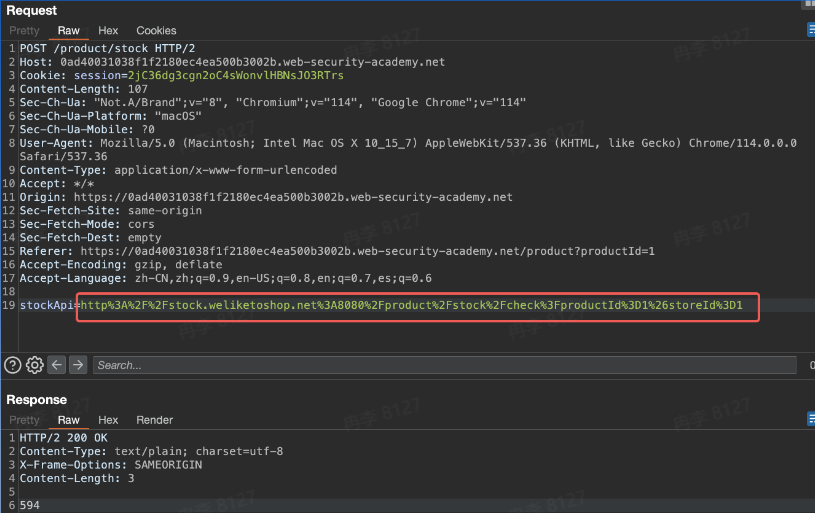 Request
Pretty Raw Hex Cookies
1 POST /product/stock HTTP/2
2 Host: 0ad40031038f1f2180ec4ea500b3002b.web-security-academy.net
3 Cookie: session=2jC36dg3cgn2oC4sWonvlHBNsJO3RTrs
4 Content-Length: 107
5 Sec-Ch-Ua: "Not.A/Brand";v="8", "Chromium";v="114", "Google Chrome";v="114"
6 Sec-Ch-Ua-Platform: "macOS"
7 Sec-Ch-Ua-Mobile: ?0
8 User-Agent: Mozilla/5.0 (Macintosh; Intel Mac OS X 10_15_7) AppleWebKit/537.36 (KHTML, like Gecko) Chrome/114.0.0.0
Safari/537.36
9 Content-Type: application/x-www-form-urlencoded
10 Accept: */*
11 Origin: https://0ad40031038f1f2180ec4ea500b3002b.web-security-academy.net
12 Sec-Fetch-Site: same-origin
13 Sec-Fetch-Mode: cors
14 Sec-Fetch-Dest: empty
15 Referer: https://0ad40031038f1f2180ec4ea500b3002b.web-security-academy.net/product?productId=1
16 Accept-Encoding: gzip, deflate
17 Accept-Language: zh-CN,zh;q=0.9,en-US;q=0.8,en;q=0.7,es;q=0.6
18
19 stockApi=http%3A%2F%2Fstock.weliketoshop.net%3A8080%2Fproduct%2Fstock%2Fcheck%3FproductId%3D1%26storeId%3D1
Search...
0
Response
Pretty Raw Hex Render
1 HTTP/2 200 OK
2 Content-Type: text/plain; charset=utf-8
3 X-Frame-Options: SAMEORIGIN
4 Content-Length: 3
5
6 594
冉李 8127